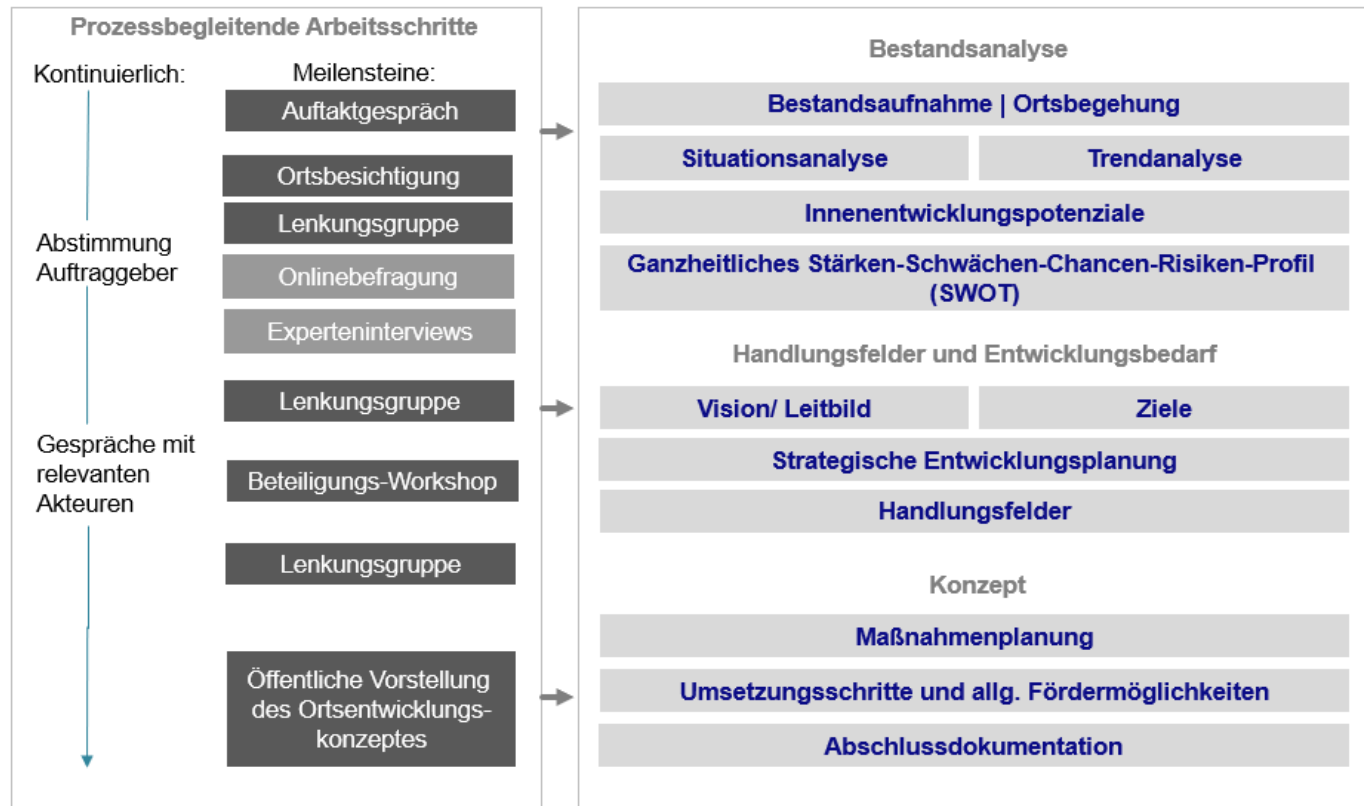 Prozessbegleitende Arbeitsschritte
Kontinuierlich:
Meilensteine:
Auftaktgespräch
Ortsbesichtigung
Lenkungsgruppe
Abstimmung
Auftraggeber
Onlinebefragung
Experteninterviews
Lenkungsgruppe
Gespräche mit
relevanten
Akteuren
Beteiligungs-Workshop
Lenkungsgruppe
Öffentliche Vorstellung
des Ortsentwicklungs-
konzeptes
Bestandsanalyse
Bestandsaufnahme | Ortsbegehung
Situationsanalyse
Trendanalyse
Innenentwicklungspotenziale
Ganzheitliches Stärken-Schwächen-Chancen-Risiken-Profil
(SWOT)
Handlungsfelder und Entwicklungsbedarf
Vision/ Leitbild
Ziele
Strategische Entwicklungsplanung
Handlungsfelder
Konzept
Maßnahmenplanung
Umsetzungsschritte und allg. Fördermöglichkeiten
Abschlussdokumentation